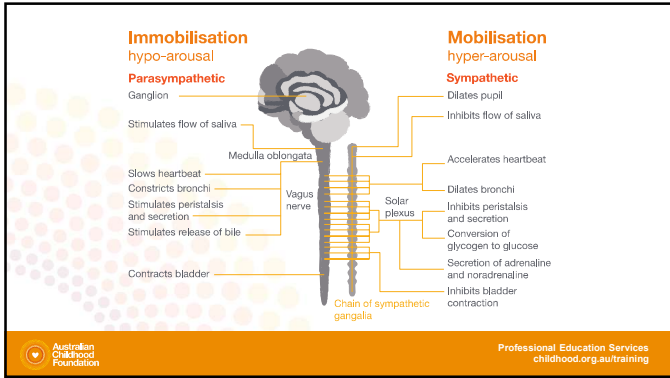 Immobilisation
hypo-arousal
Parasympathetic
Ganglion
Stimulates flow of saliva
Medulla oblongata
Slows heartbeat
Constricts bronchi
Stimulates peristalsis
and secretion
Stimulates release of bile
Vagus
nerve
Contracts bladder
Mobilisation
hyper-arousal
Sympathetic
Dilates pupil
Inhibits flow of saliva
Accelerates heartbeat
Dilates bronchi
Solar
plexus
Inhibits peristalsis
and secretion
Conversion of
glycogen to glucose
Secretion of adrenaline
and noradrenaline
Inhibits bladder
contraction
Chain of sympathetic
gangalia
Australian
Childhood
Foundation
Professional Education Services
childhood.org.au/training